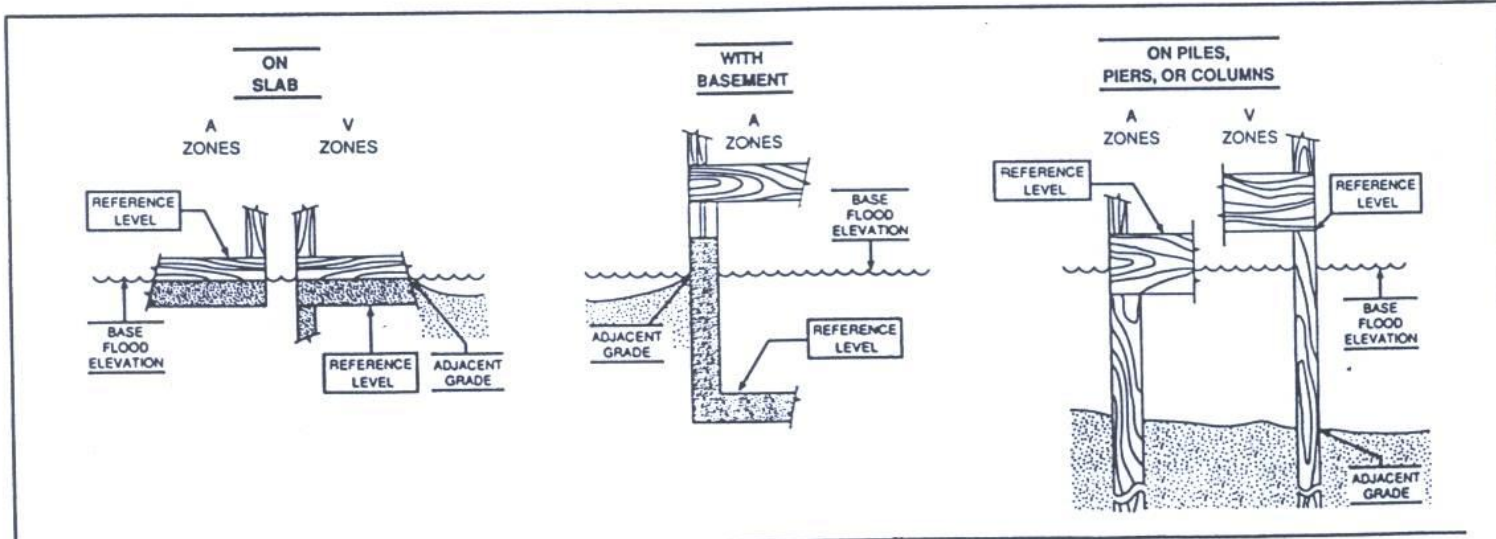 ON
SLAB
A
ZONES
V
ZONES
REFERENCE
LEVEL
BASE
FLOOD
ELEVATION
REFERENCE
LEVEL
ADJACENT
GRADE
WITH
BASEMENT
A
ZONES
BASE
FLOOD
ELEVATION
ADJACENT
GRADE
REFERENCE
LEVEL
ON PILES,
PIERS, OR COLUMNS
A
ZONES
V
ZONES
REFERENCE
LEVEL
REFERENCE
LEVEL
BASE
FLOOD
ELEVATION
ADJACENT
GRADE